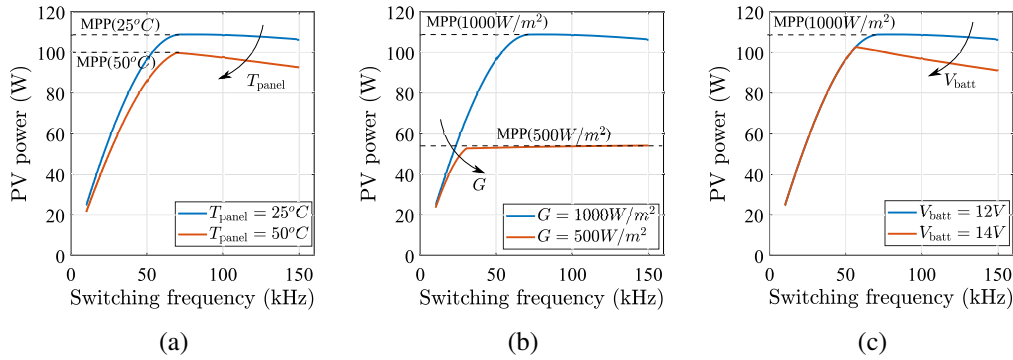 120
100
80
60
40
20
0
0
50
100
150
PV power (W)
Switching frequency (kHz)
MPP(25°C)
MPP(50°C)
T_panel
T_panel = 25°C
T_panel = 50°C
(a)
120
100
80
60
40
20
0
0
50
100
150
PV power (W)
Switching frequency (kHz)
MPP(1000W/m²)
MPP(500W/m²)
G
G = 1000W/m²
G = 500W/m²
(b)
120
100
80
60
40
20
0
0
50
100
150
PV power (W)
Switching frequency (kHz)
MPP(1000W/m²)
V_batt
V_batt = 12V
V_batt = 14V
(c)